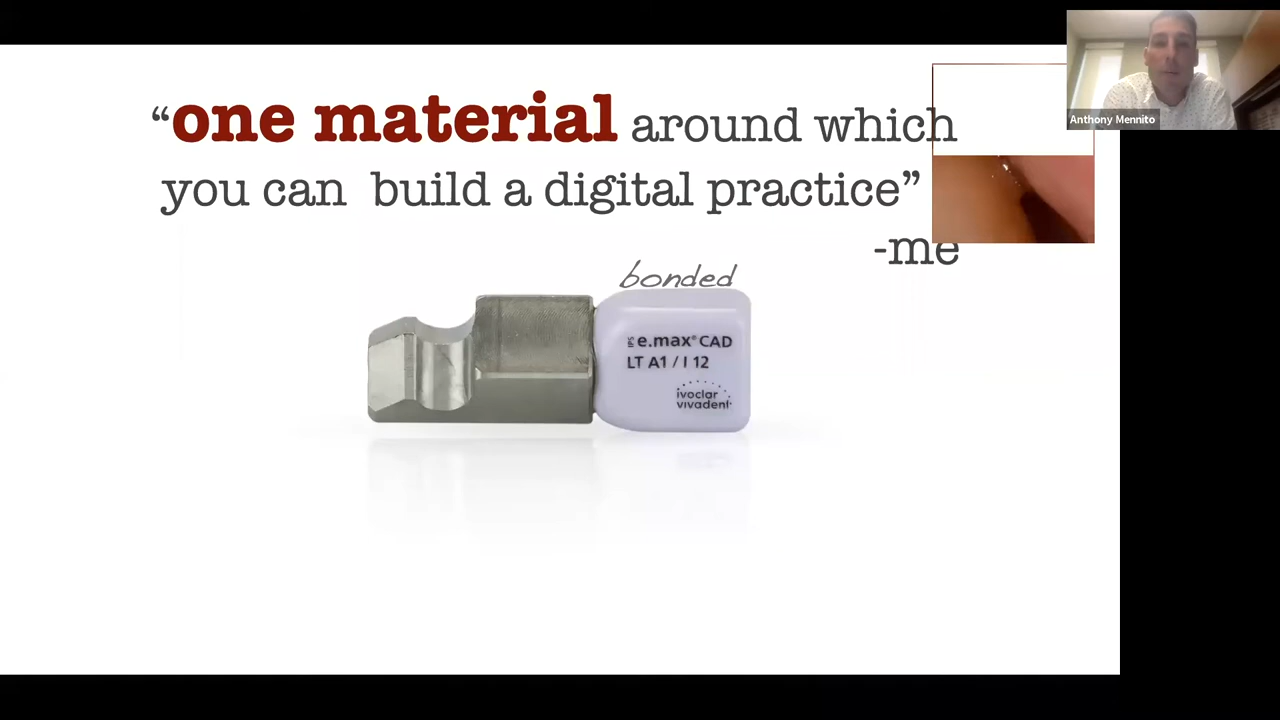 “one material around which
you can build a digital practice”
-me
bonded
IPS e.max® CAD
LT A1 / I 12
ivoclar
vivadent
Anthony Mennito